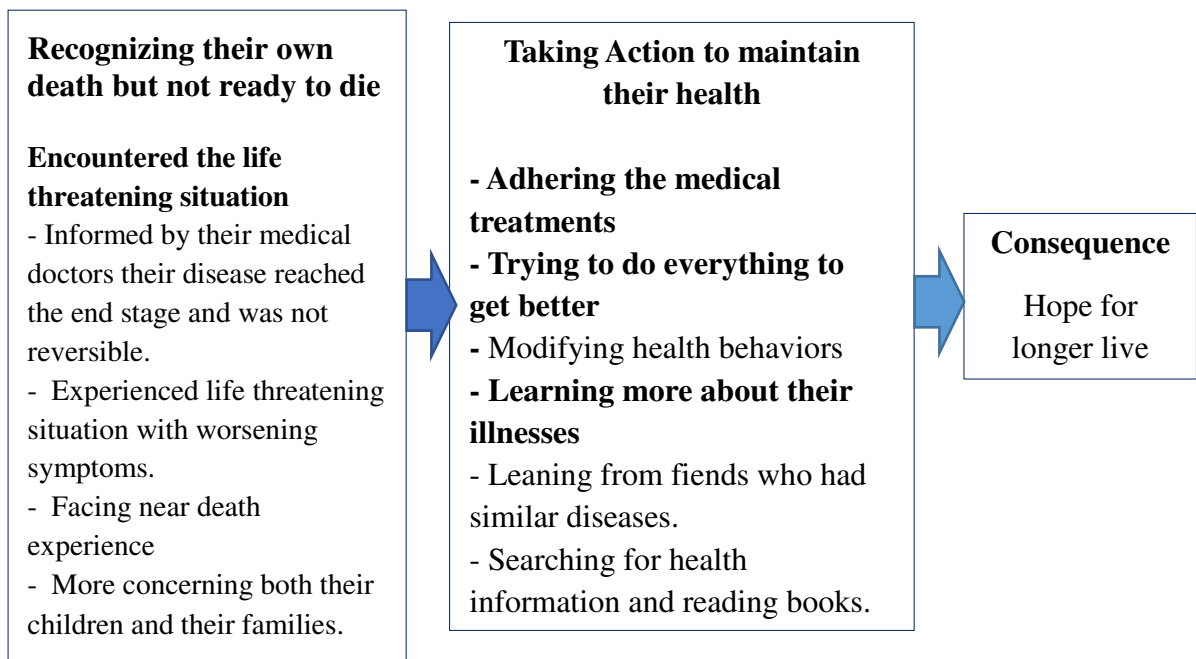 Recognizing their own
death but not ready to die
Encountered the life
threatening situation
- Informed by their medical
doctors their disease reached
the end stage and was not
reversible.
- Experienced life threatening
situation with worsening
symptoms.
- Facing near death
experience
- More concerning both their
children and their families.
Taking Action to maintain
their health
- Adhering the medical
treatments
- Trying to do everything to
get better
- Modifying health behaviors
- Learning more about their
illnesses
- Leaning from fiends who had
similar diseases.
- Searching for health
information and reading books.
Consequence
Hope for
longer live